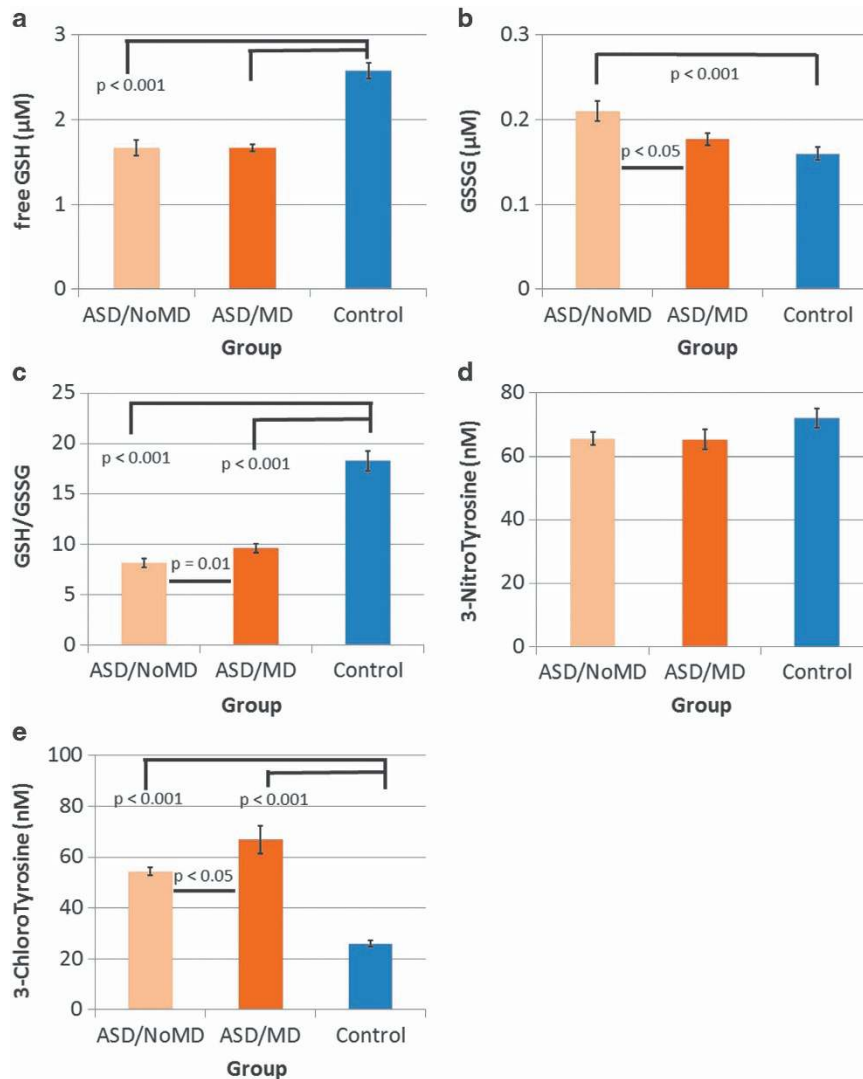 a
3
2
1
0
free GSH (µM)
p < 0.001
ASD/NoMD ASD/MD Control
Group
b
0.3
0.2
0.1
0
GSSG (µM)
p < 0.001
p < 0.05
ASD/NoMD ASD/MD Control
Group
c
25
20
15
10
5
0
GSH/GSSG
p < 0.001 p < 0.001
p = 0.01
ASD/NoMD ASD/MD Control
Group
d
80
60
40
20
0
3-NitroTyrosine (nM)
ASD/NoMD ASD/MD Control
Group
e
100
80
60
40
20
0
3-ChloroTyrosine (nM)
p < 0.001 p < 0.001
p < 0.05
ASD/NoMD ASD/MD Control
Group